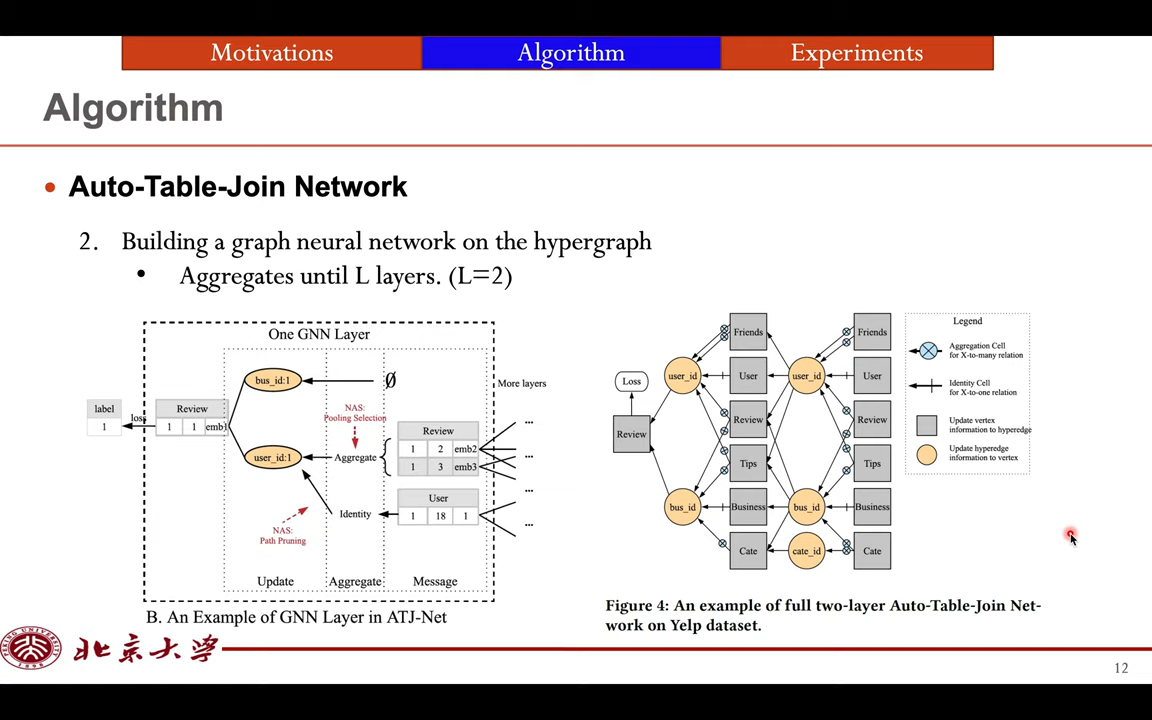 Motivations
Algorithm
Experiments
Algorithm
• Auto-Table-Join Network
2. Building a graph neural network on the hypergraph
• Aggregates until L layers. (L=2)
One GNN Layer
bus_id:1
Ø
More layers
label
1
loss
Review
1 1 emb1
NAS:
Pooling Selection
Review
1 2 emb2
1 3 emb3
...
...
user_id:1
Aggregate
User
1 18 1
...
...
Identity
NAS:
Path Pruning
Update
Aggregate
Message
B. An Example of GNN Layer in ATJ-Net
Loss
Review
user_id
bus_id
Friends
User
Review
Tips
Business
Cate
user_id
bus_id
cate_id
Friends
User
Review
Tips
Business
Cate
Legend
Aggregation Cell
for X-to-many relation
Identity Cell
for X-to-one relation
Update vertex
information to hyperedge
Update hyperedge
information to vertex
Figure 4: An example of full two-layer Auto-Table-Join Net-
work on Yelp dataset.
北京大学
12